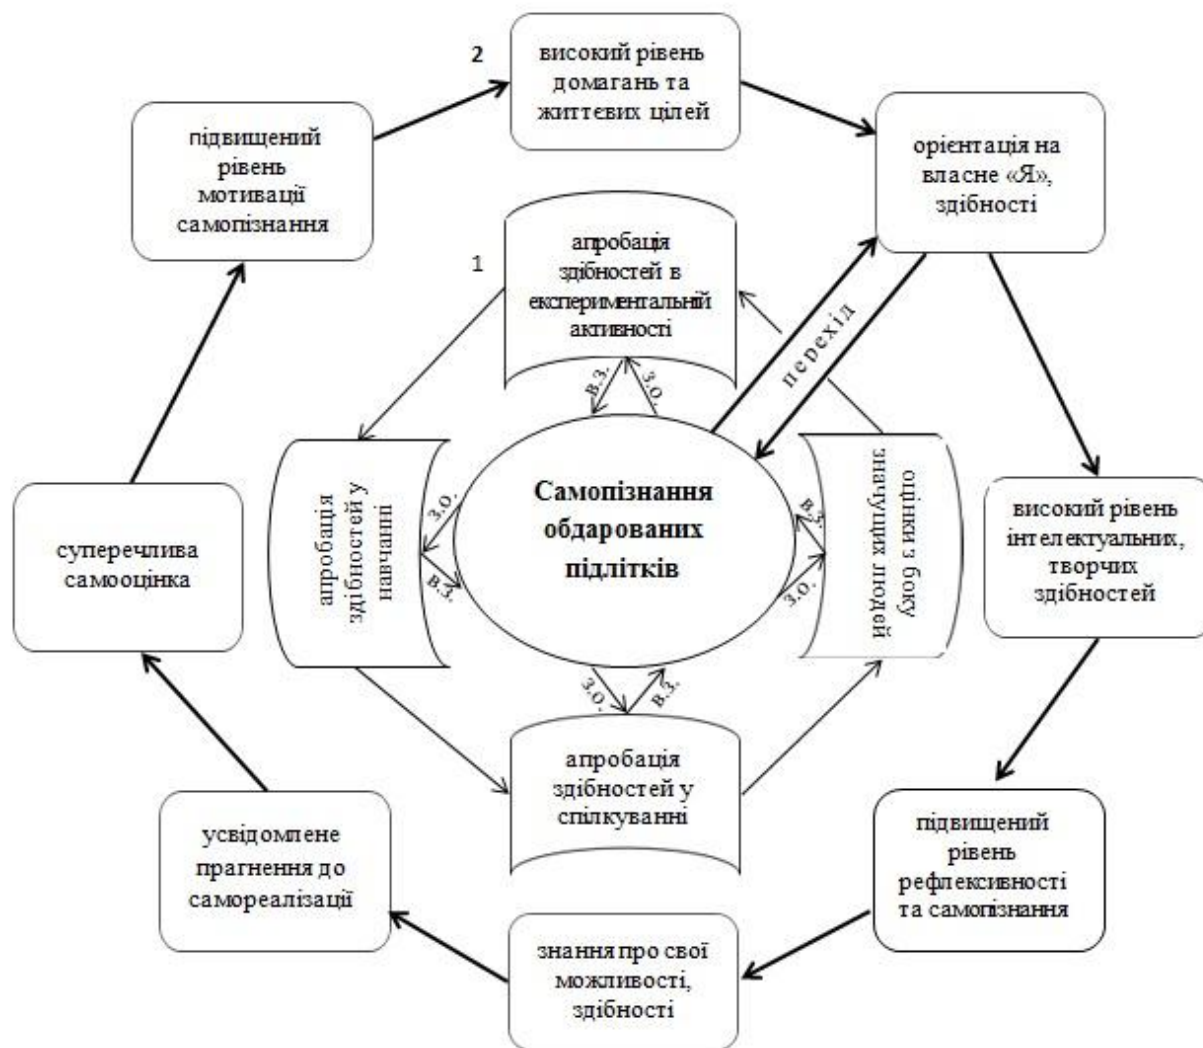 2
високий рівень
домагань та
життєвих цілей
підвищений
рівень
мотивації
самопізнання
орієнтація на
власне «Я»,
здібності
1
апробація
здібностей в
експериментальній
активності
перехід
в.з.
з.о.
Самопізнання
обдарованих
підлітків
апробація
здібностей у
навчанні
з.о.
в.з.
оцінки з боку
значущих людей
в.з.
з.о.
суперечлива
самооцінка
високий рівень
інтелектуальних,
творчих
здібностей
з.о.
в.з.
апробація
здібностей у
спілкуванні
усвідомлене
прагнення до
самореалізації
підвищений
рівень
рефлексивності
та самопізнання
знання про свої
можливості,
здібності